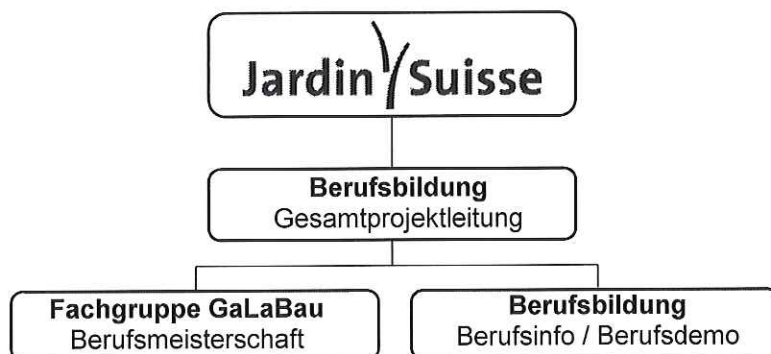 Jardin Suisse
Berufsbildung
Gesamtprojektleitung
Fachgruppe GaLaBau
Berufsmeisterschaft
Berufsbildung
Berufsinfo / Berufsdemo